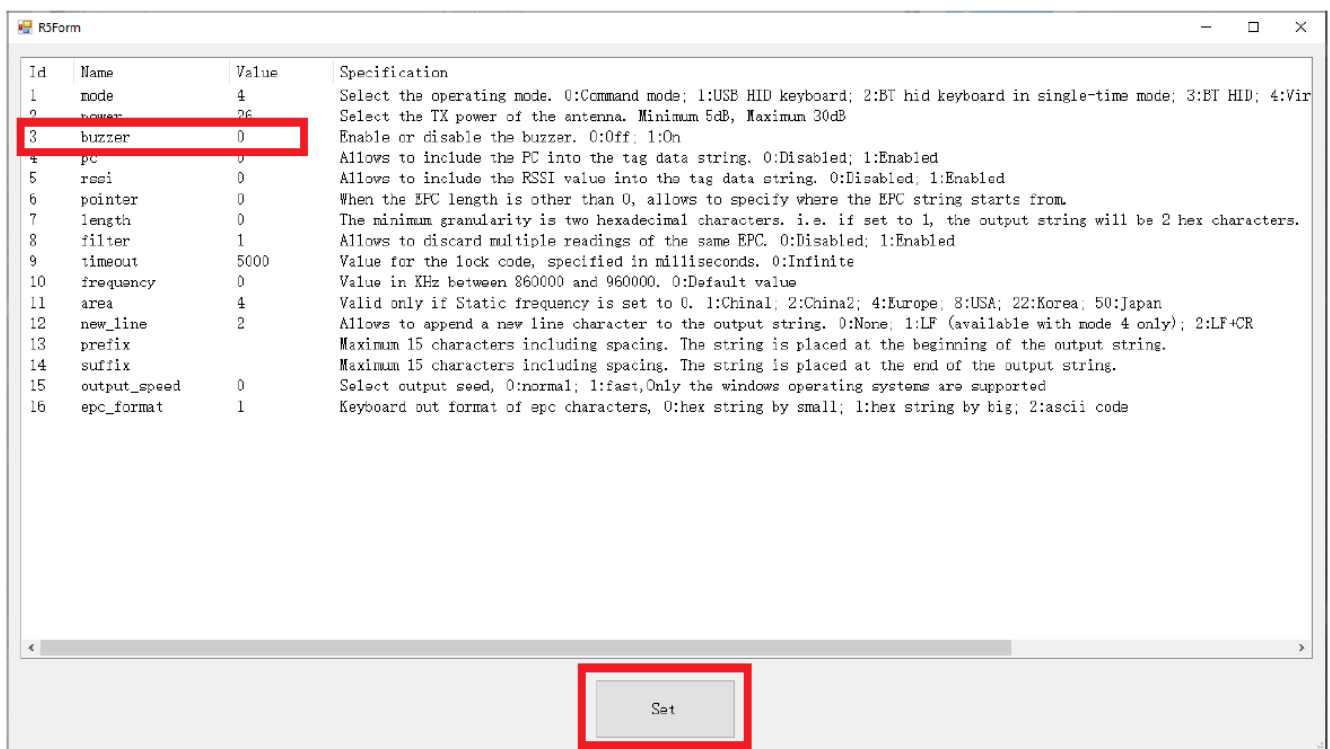 R5Form
Id Name Value Specification
1 mode 4 Select the operating mode. 0:Command mode; 1:USB HID keyboard; 2:BT hid keyboard in single-time mode; 3:BT HID; 4:Vir
2 power 26 Select the TX power of the antenna. Minimum 5dB, Maximum 30dB
3 buzzer 0 Enable or disable the buzzer. 0:Off; 1:On
4 pc 0 Allows to include the PC into the tag data string. 0:Disabled; 1:Enabled
5 rssi 0 Allows to include the RSSI value into the tag data string. 0:Disabled; 1:Enabled
6 pointer 0 When the EPC length is other than 0, allows to specify where the EPC string starts from.
7 length 0 The minimum granularity is two hexadecimal characters. i.e. if set to 1, the output string will be 2 hex characters.
8 filter 1 Allows to discard multiple readings of the same EPC. 0:Disabled; 1:Enabled
9 timeout 5000 Value for the lock code, specified in milliseconds. 0:Infinite
10 frequency 0 Value in KHz between 860000 and 960000. 0:Default value
11 area 4 Valid only if Static frequency is set to 0. 1:China1; 2:China2; 4:Europe; 8:USA; 22:Korea; 50:Japan
12 new_line 2 Allows to append a new line character to the output string. 0:None; 1:LF (available with mode 4 only); 2:LF+CR
13 prefix Maximum 15 characters including spacing. The string is placed at the beginning of the output string.
14 suffix Maximum 15 characters including spacing. The string is placed at the end of the output string.
15 output_speed 0 Select output seed, 0:normal; 1:fast,Only the windows operating systems are supported
16 epc_format 1 Keyboard out format of epc characters, 0:hex string by small; 1:hex string by big; 2:ascii code
Set